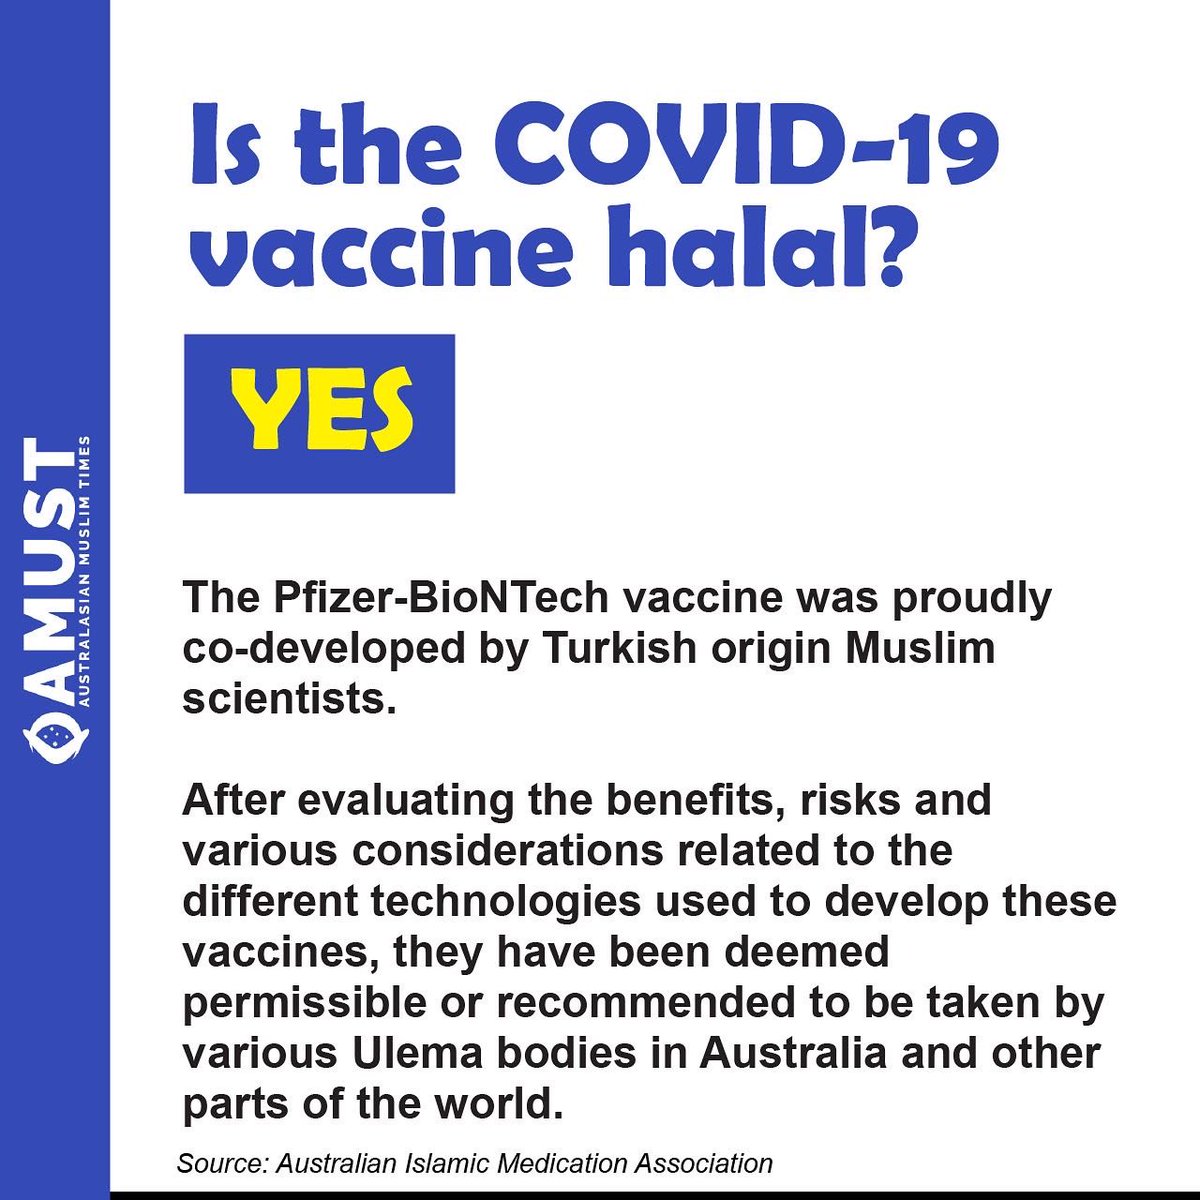 Is the COVID-19
vaccine halal?
YES
The Pfizer-BioNTech vaccine was proudly
co-developed by Turkish origin Muslim
scientists.
After evaluating the benefits, risks and
various considerations related to the
different technologies used to develop these
vaccines, they have been deemed
permissible or recommended to be taken by
various Ulema bodies in Australia and other
parts of the world.
Source: Australian Islamic Medication Association
AMUST
AUSTRALASIAN MUSLIM TIMES